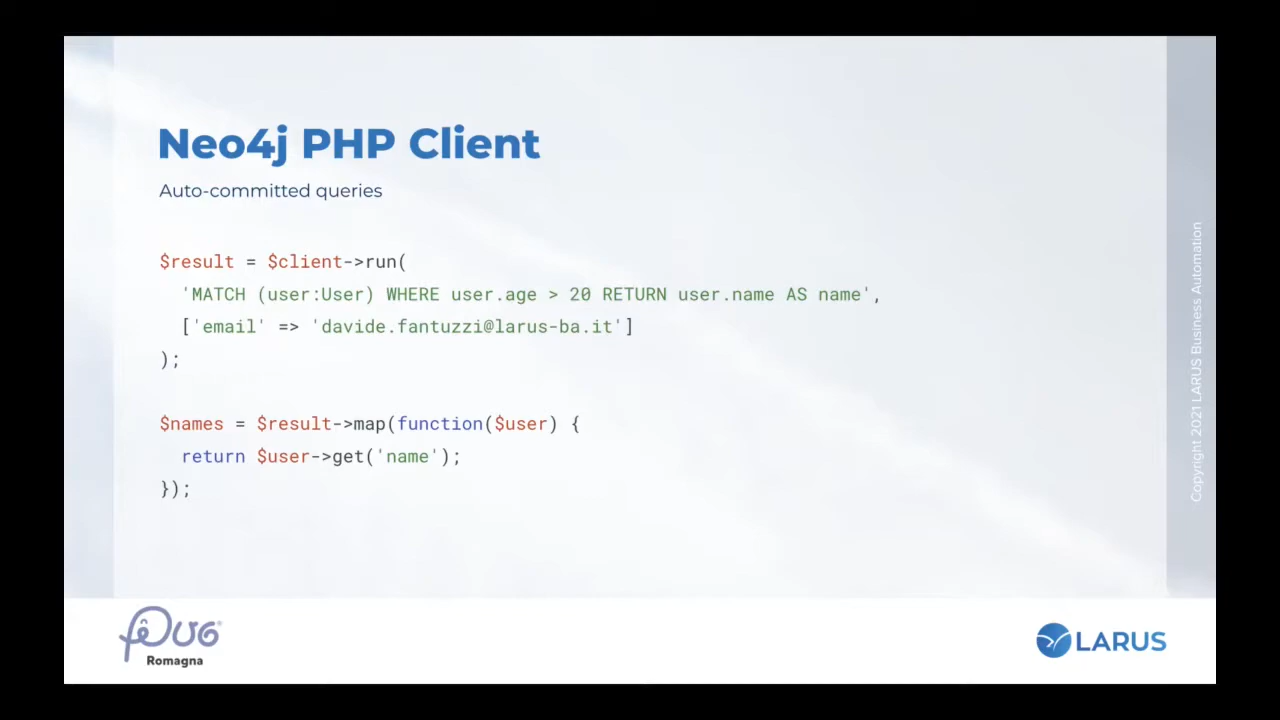 Neo4j PHP Client
Auto-committed queries
$result = $client->run(
  'MATCH (user:User) WHERE user.age > 20 RETURN user.name AS name',
  ['email' => 'davide.fantuzzi@larus-ba.it']
);
$names = $result->map(function($user) {
  return $user->get('name');
});
Copyright 2021 LARUS Business Automation
PUG
Romagna
LARUS